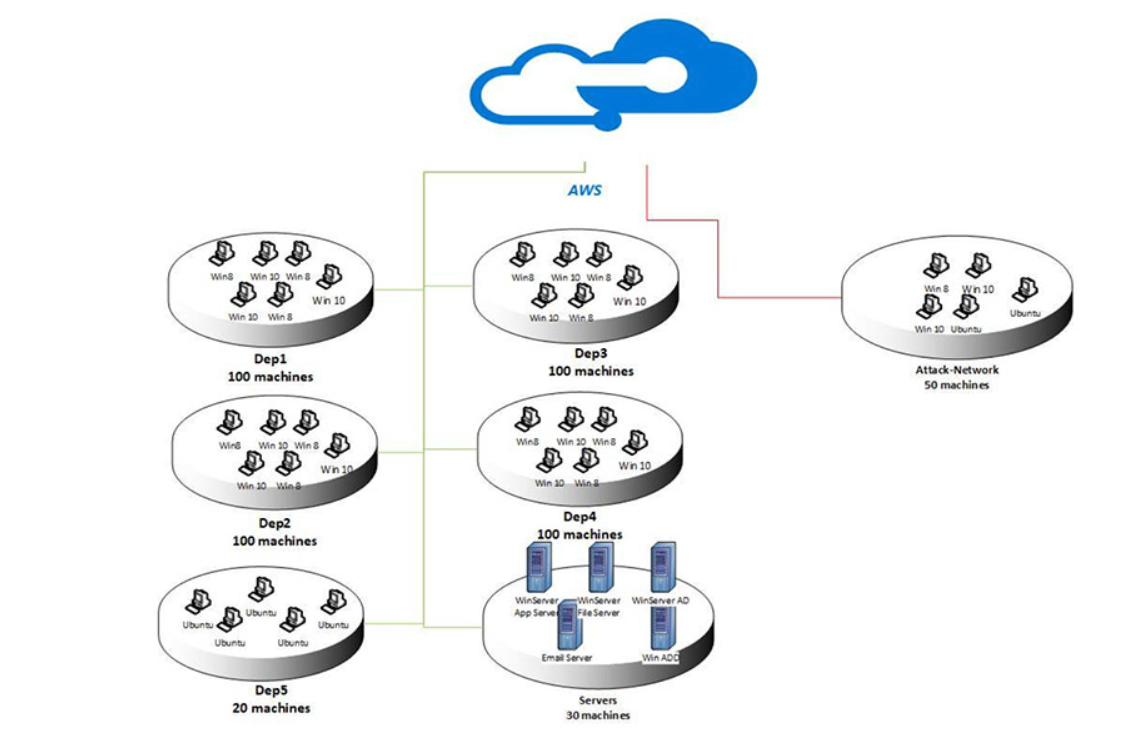 AWS
Win8 Win 10 Win 8
Win 10
Win 10 Win 8
Dep1
100 machines
Win8 Win 10 Win 8
Win 10
Win 10 Win 8
Dep3
100 machines
Win 8 Win 10
Ubuntu
Win 10 Ubuntu
Attack-Network
50 machines
Win8 Win 10 Win 8
Win 10
Win 10 Win 8
Dep2
100 machines
Win8 Win 10 Win 8
Win 10
Win 10 Win 8
Dep4
100 machines
Ubuntu
Ubuntu Ubuntu
Ubuntu Ubuntu
Dep5
20 machines
WinServer
App Server
WinServer
File Server
WinServer AD
Email Server
Win ADD
Servers
30 machines